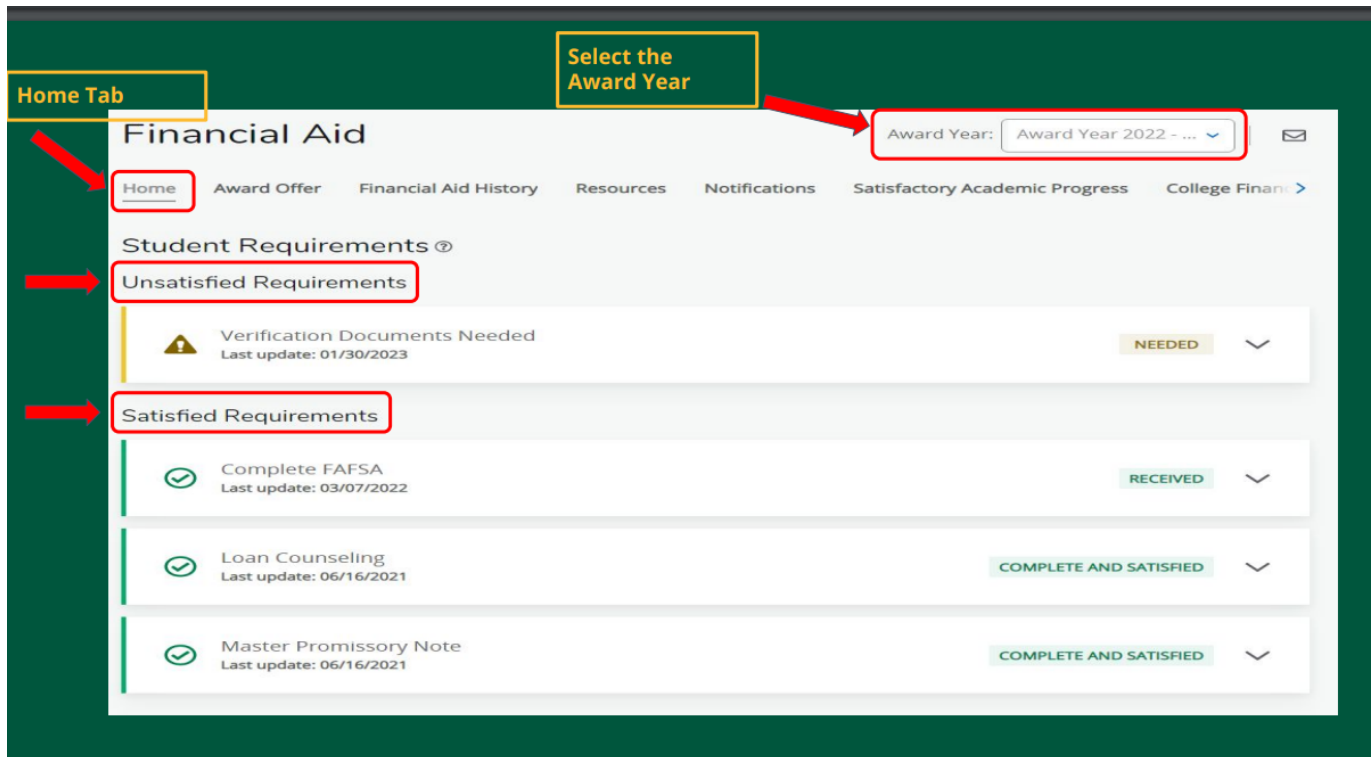 Select the
Award Year
Home Tab
Financial Aid
Award Year: Award Year 2022 - ...
Home Award Offer Financial Aid History Resources Notifications Satisfactory Academic Progress College
Student Requirements
Unsatisfied Requirements
Verification Documents Needed
NEEDED
Last update: 01/30/2023
Satisfied Requirements
Complete FAFSA
RECEIVED
Last update: 03/07/2022
Loan Counseling
COMPLETE AND SATISFIED
Last update: 06/16/2021
Master Promissory Note
COMPLETE AND SATISFIED
Last update: 06/16/2021